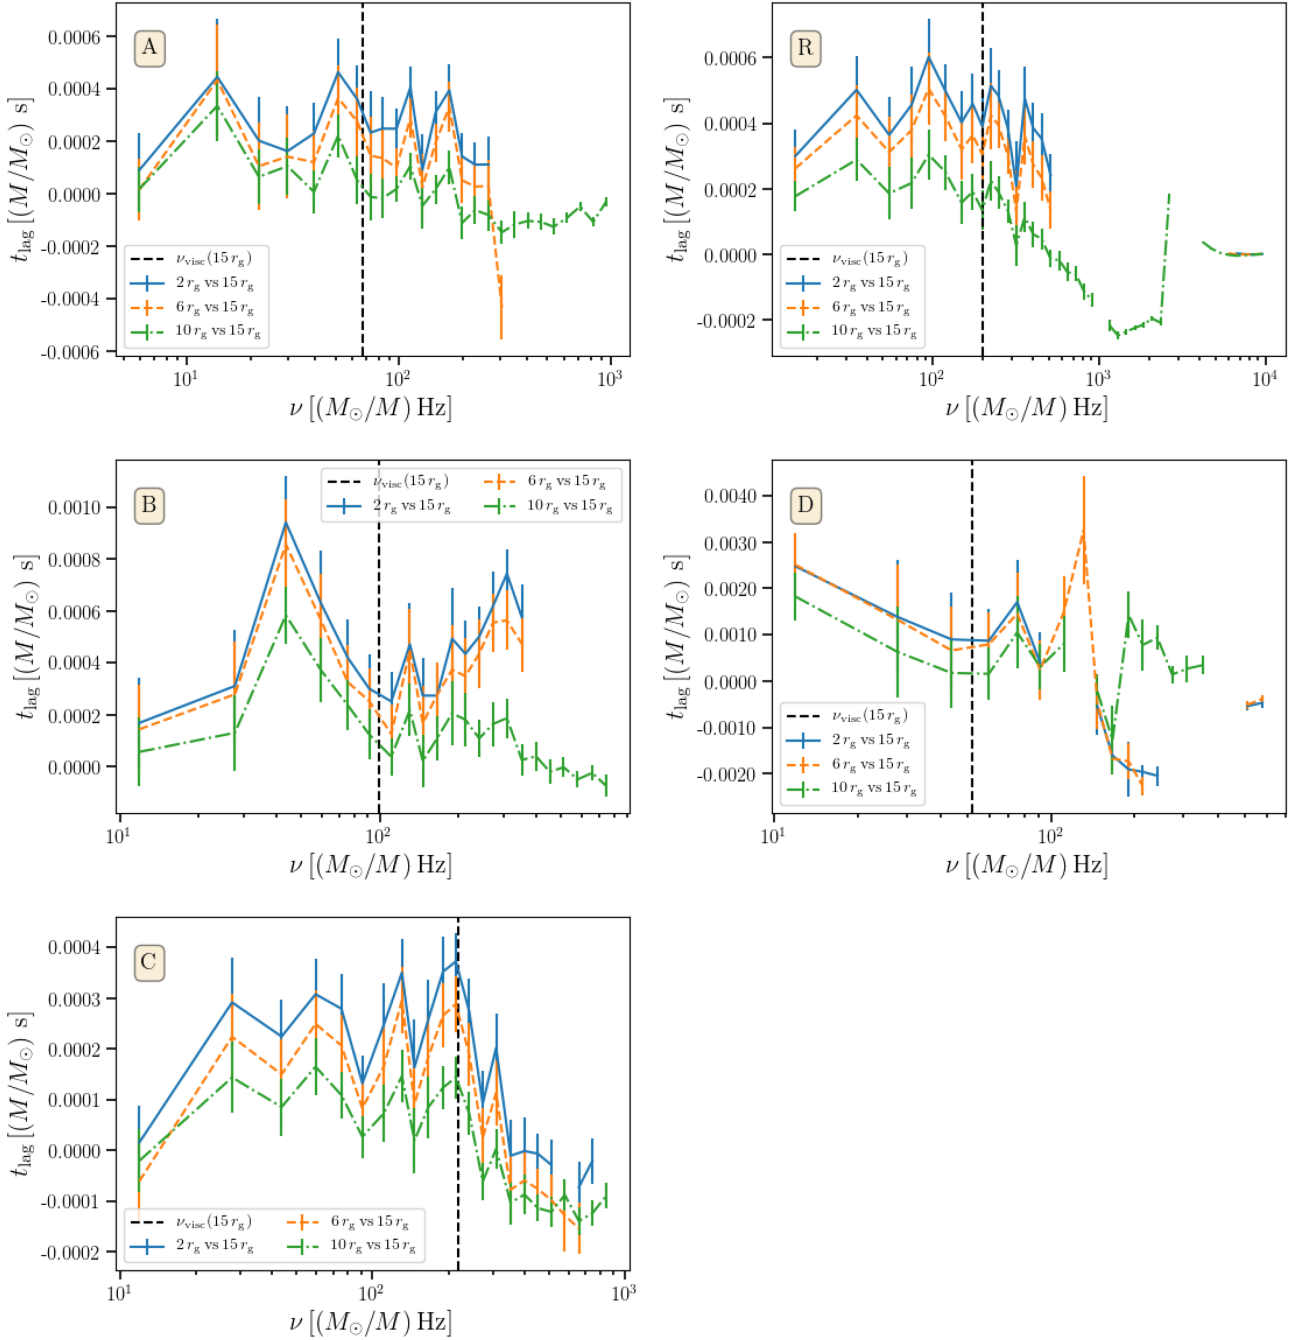 A
0.0006
0.0004
0.0002
0.0000
-0.0002
-0.0004
-0.0006
t_lag [(M/M_⊙) s]
ν_visc(15 r_g)
2 r_g vs 15 r_g
6 r_g vs 15 r_g
10 r_g vs 15 r_g
10^1
10^2
10^3
ν [(M_⊙/M) Hz]
R
0.0006
0.0004
0.0002
0.0000
-0.0002
t_lag [(M/M_⊙) s]
ν_visc(15 r_g)
2 r_g vs 15 r_g
6 r_g vs 15 r_g
10 r_g vs 15 r_g
10^2
10^3
10^4
ν [(M_⊙/M) Hz]
B
0.0010
0.0008
0.0006
0.0004
0.0002
0.0000
t_lag [(M/M_⊙) s]
ν_visc(15 r_g)
2 r_g vs 15 r_g
6 r_g vs 15 r_g
10 r_g vs 15 r_g
10^1
10^2
ν [(M_⊙/M) Hz]
D
0.0040
0.0030
0.0020
0.0010
0.0000
-0.0010
-0.0020
t_lag [(M/M_⊙) s]
ν_visc(15 r_g)
2 r_g vs 15 r_g
6 r_g vs 15 r_g
10 r_g vs 15 r_g
10^1
10^2
ν [(M_⊙/M) Hz]
C
0.0004
0.0003
0.0002
0.0001
0.0000
-0.0001
-0.0002
t_lag [(M/M_⊙) s]
ν_visc(15 r_g)
2 r_g vs 15 r_g
6 r_g vs 15 r_g
10 r_g vs 15 r_g
10^1
10^2
10^3
ν [(M_⊙/M) Hz]